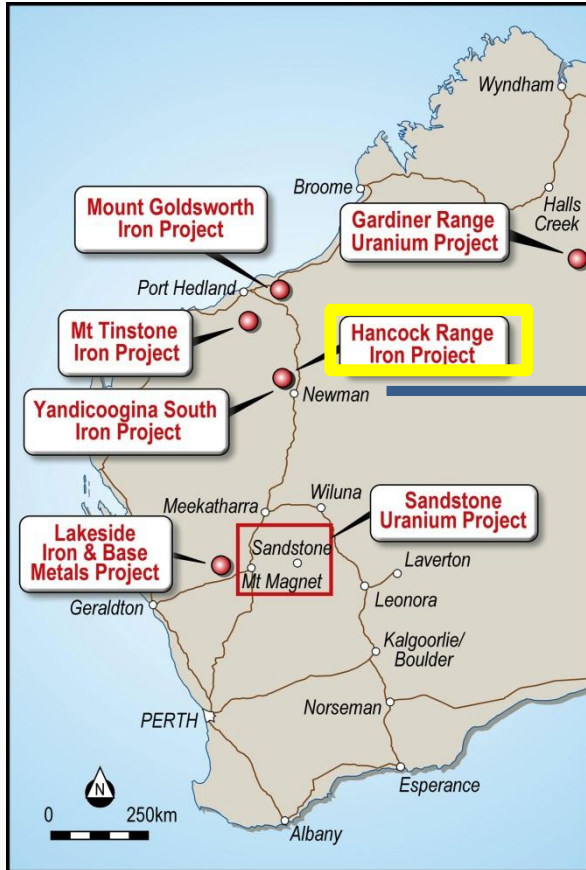 Wyndham
Broome
Halls
Creek
Mount Goldsworth
Iron Project
Gardiner Range
Uranium Project
Port Hedland
Mt Tinstone
Iron Project
Hancock Range
Iron Project
Yandicoogina South
Iron Project
Newman
Meekatharra
Wiluna
Sandstone
Uranium Project
Lakeside
Iron & Base
Metals Project
Sandstone
Mt Magnet
Laverton
Leonora
Geraldton
Kalgoorlie/
Boulder
PERTH
Norseman
Esperance
N
0 250km
Albany